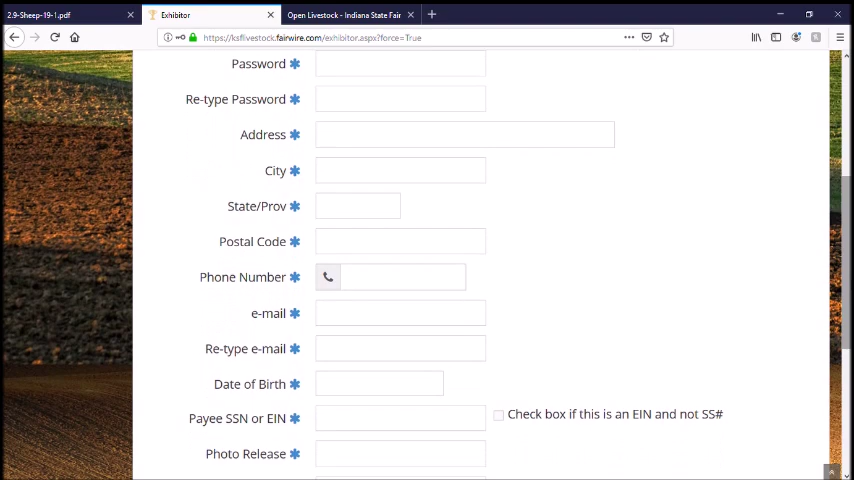 2.9-Sheep-19-1.pdf
Exhibitor
Open Livestock - Indiana State Fair
https://ksflivestock.fairwire.com/exhibitor.aspx?force=True
Password
Re-type Password
Address
City
State/Prov
Postal Code
Phone Number
e-mail
Re-type e-mail
Date of Birth
Payee SSN or EIN
Check box if this is an EIN and not SS#
Photo Release